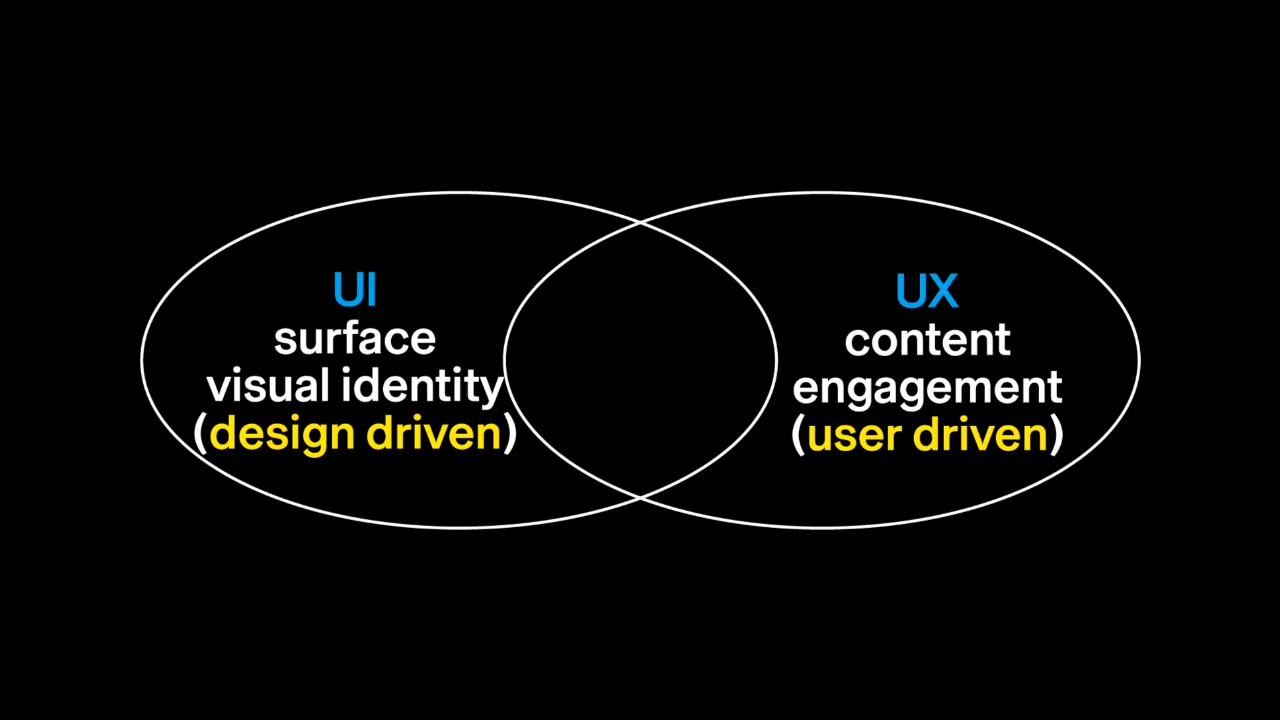 UI
surface
visual identity
(design driven)
UX
content
engagement
(user driven)